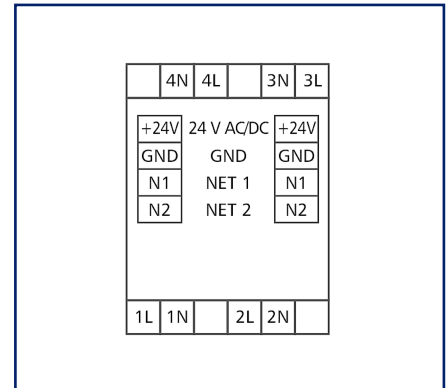 4N 4L 3N 3L
+24V 24 V AC/DC +24V
GND GND GND
N1 NET 1 N1
N2 NET 2 N2
1L 1N 2L 2N